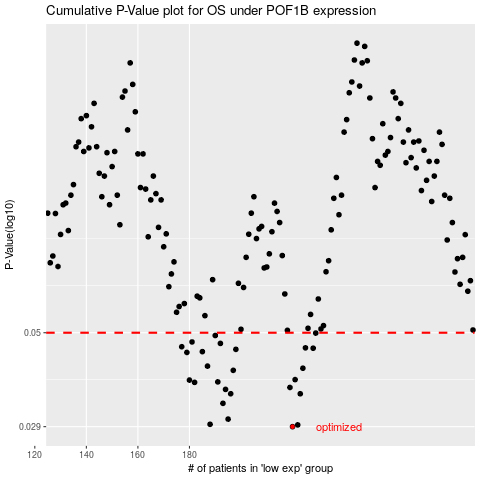 Cumulative P-Value plot for OS under POF1B expression
P-Value(log10)
0.05
0.029
optimized
120 140 160 180
# of patients in 'low exp' group